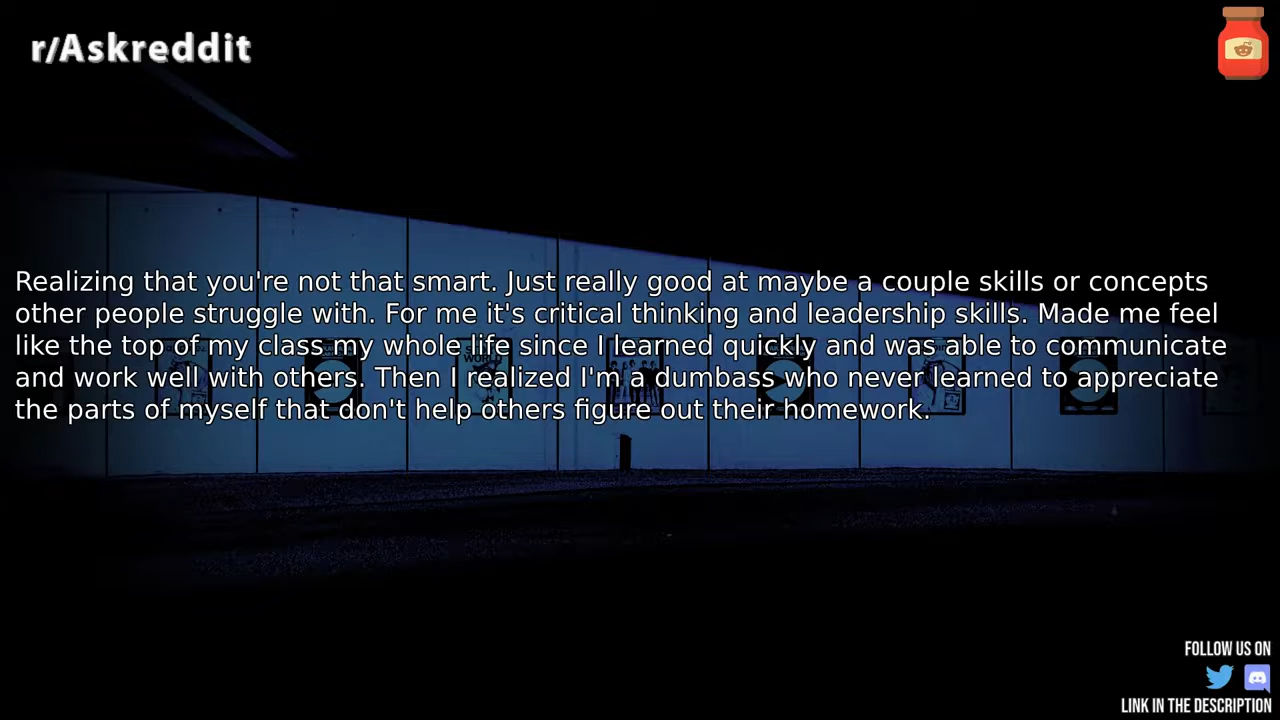 r/Askreddit
Realizing that you're not that smart. Just really good at maybe a couple skills or concepts
other people struggle with. For me it's critical thinking and leadership skills. Made me feel
like the top of my class my whole life since I learned quickly and was able to communicate
and work well with others. Then I realized I'm a dumbass who never learned to appreciate
the parts of myself that don't help others figure out their homework.
WORLD
FOLLOW US ON
LINK IN THE DESCRIPTION